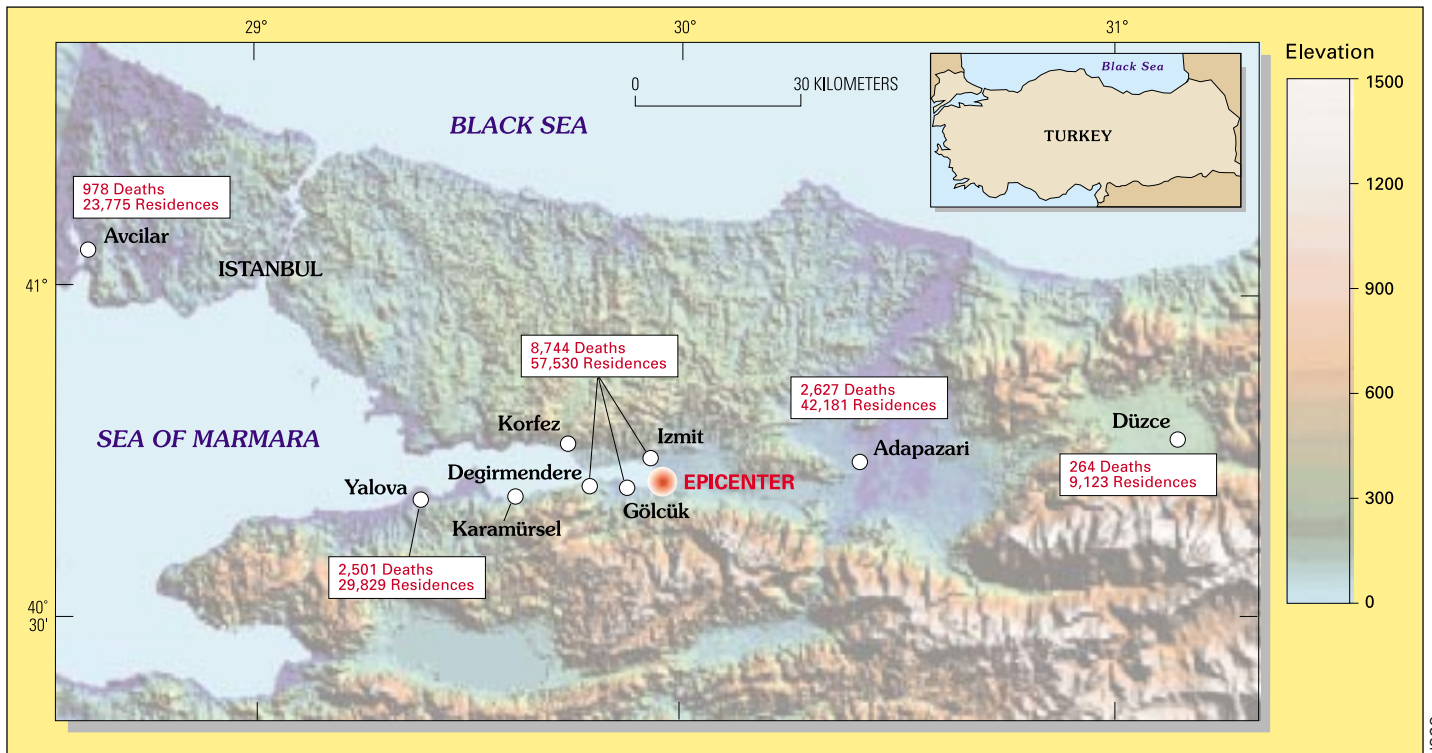 29°
30°
31°
Elevation
1500
1200
900
600
300
0
0
30 KILOMETERS
Black Sea
TURKEY
BLACK SEA
978 Deaths
23,775 Residences
Avcilar
ISTANBUL
41°
8,744 Deaths
57,530 Residences
2,627 Deaths
42,181 Residences
SEA OF MARMARA
Korfez
Izmit
Düzce
Degirmendere
Adapazari
EPICENTER
264 Deaths
9,123 Residences
Yalova
Gölcük
Karamürsel
2,501 Deaths
29,829 Residences
40°
30'